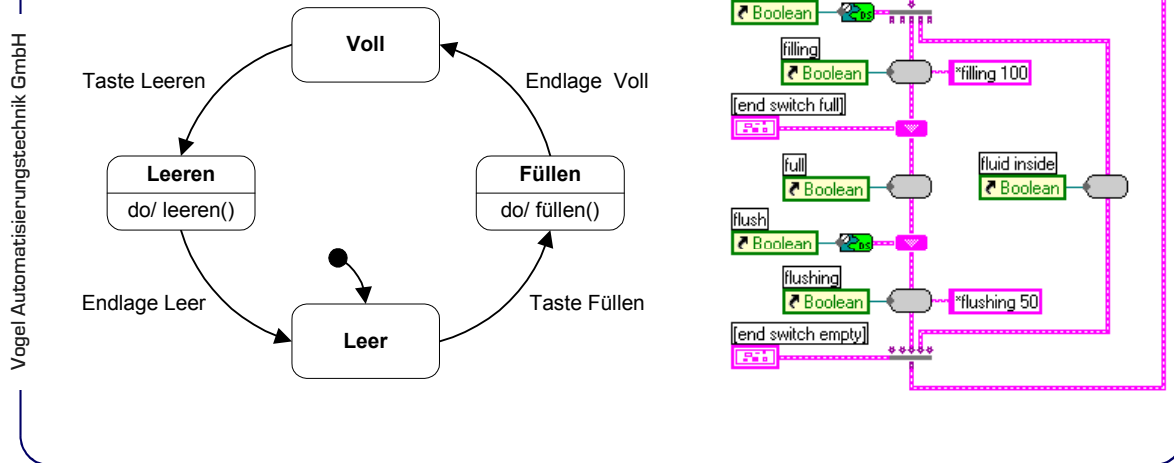 Vogel Automatisierungstechnik GmbH
Voll
Taste Leeren
Endlage Voll
Leeren
do/ leeren()
Füllen
do/ füllen()
Endlage Leer
Taste Füllen
Leer
Boolean
DS
filling
Boolean
*filling 100
[end switch full]
full
Boolean
fluid inside
Boolean
flush
Boolean
DS
flushing
Boolean
*flushing 50
[end switch empty]